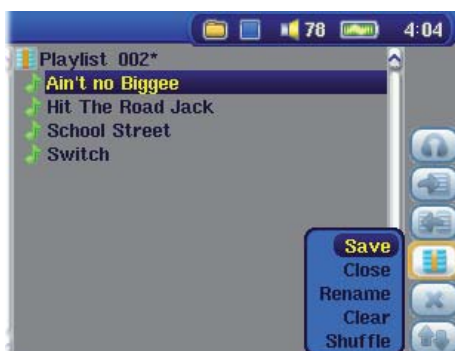 78 4:04
Playlist 002*
Ain't no Biggee
Hit The Road Jack
School Street
Switch
Save
Close
Rename
Clear
Shuffle